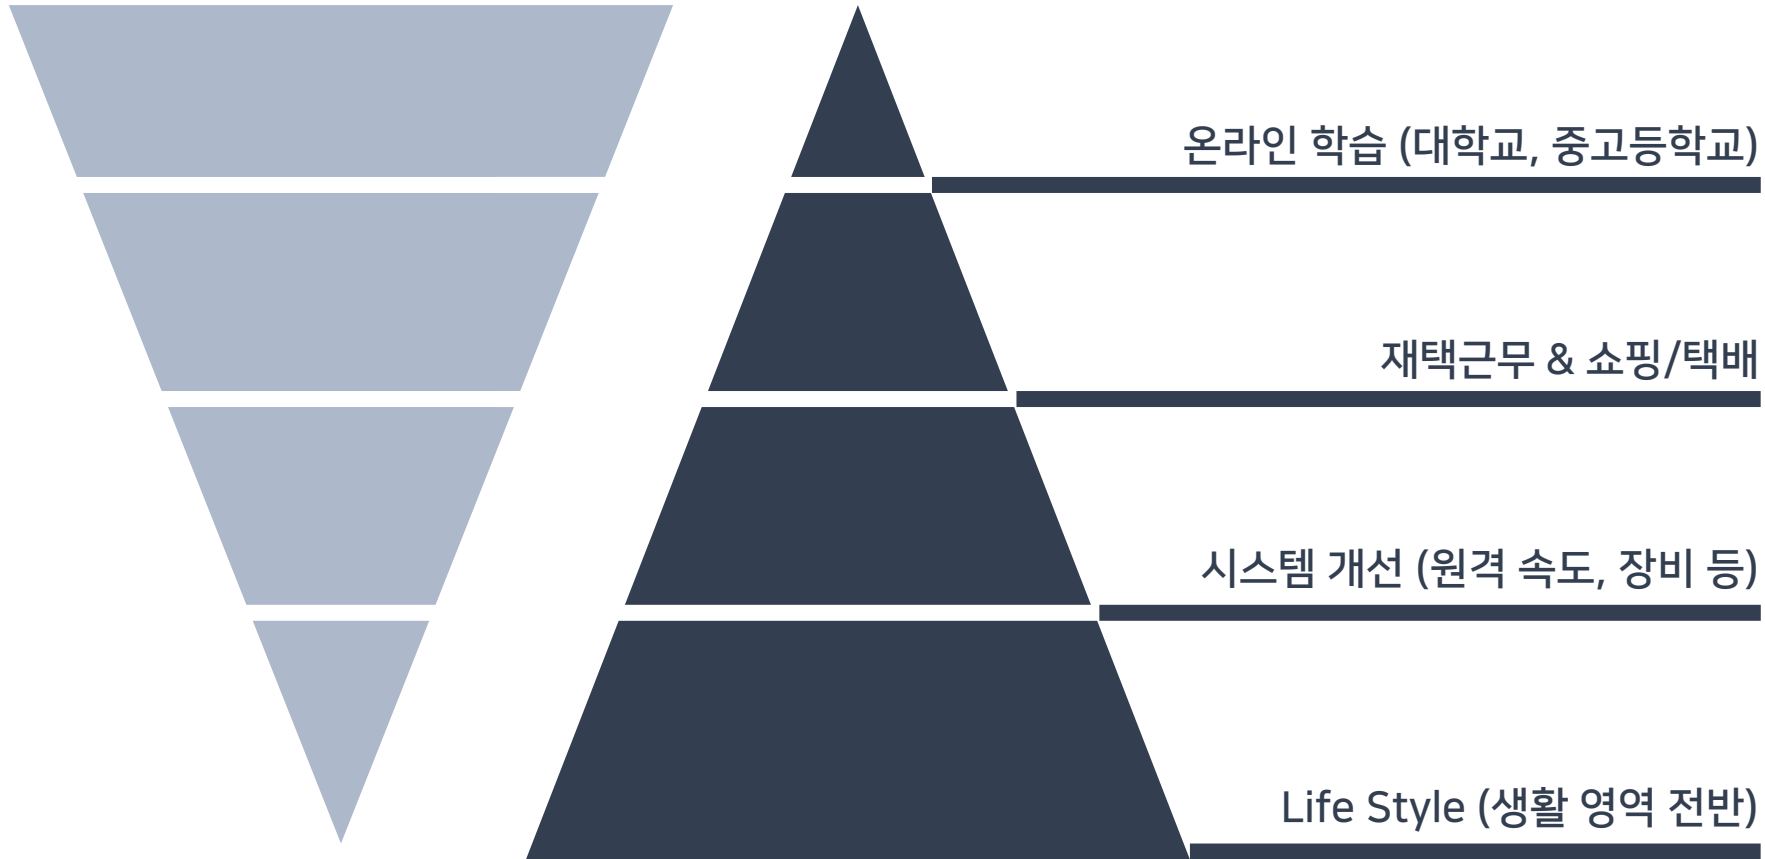 온라인 학습 (대학교, 중고등학교)
재택근무 & 쇼핑/택배
시스템 개선 (원격 속도, 장비 등)
Life Style (생활 영역 전반)